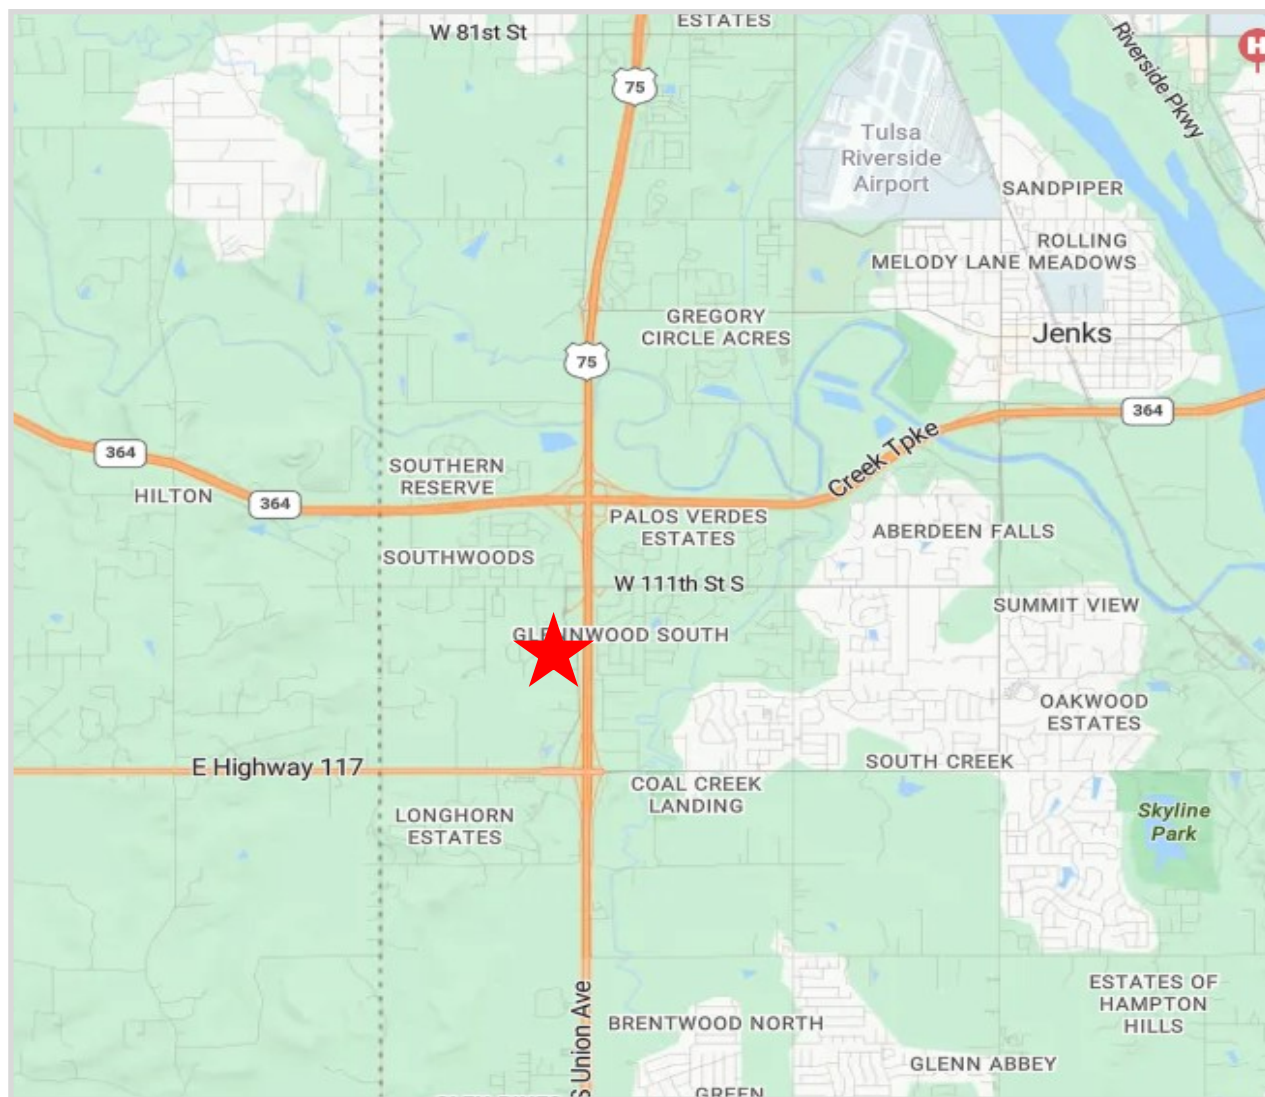 ESTATES
W 81st St
75
Riverside Pkwy
H
Tulsa
Riverside
Airport
SANDPIPER
ROLLING
MELODY LANE MEADOWS
GREGORY
CIRCLE ACRES
Jenks
75
364
364
364
Creek Tpke
HILTON
SOUTHERN
RESERVE
PALOS VERDES
ESTATES
ABERDEEN FALLS
SOUTHWOODS
W 111th St S
SUMMIT VIEW
GLENNWOOD SOUTH
OAKWOOD
ESTATES
E Highway 117
SOUTH CREEK
COAL CREEK
LANDING
LONGHORN
ESTATES
Skyline
Park
S Union Ave
ESTATES OF
HAMPTON
HILLS
BRENTWOOD NORTH
GLENN ABBEY
GREEN